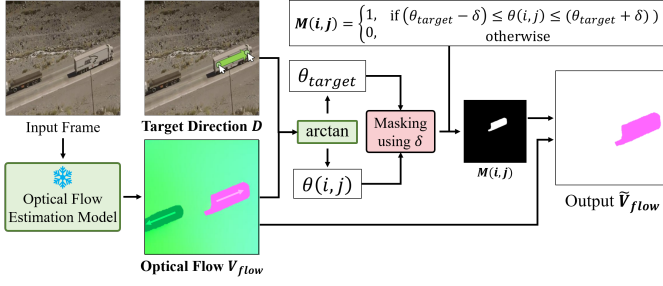 M(i, j) = { 1, if (θ_target − δ) ≤ θ(i, j) ≤ (θ_target + δ) )
0, otherwise
Input Frame
Target Direction D
θ_target
arctan
θ(i, j)
Masking
using δ
M(i, j)
Optical Flow
Estimation Model
Optical Flow V_flow
Output Ṽ_flow